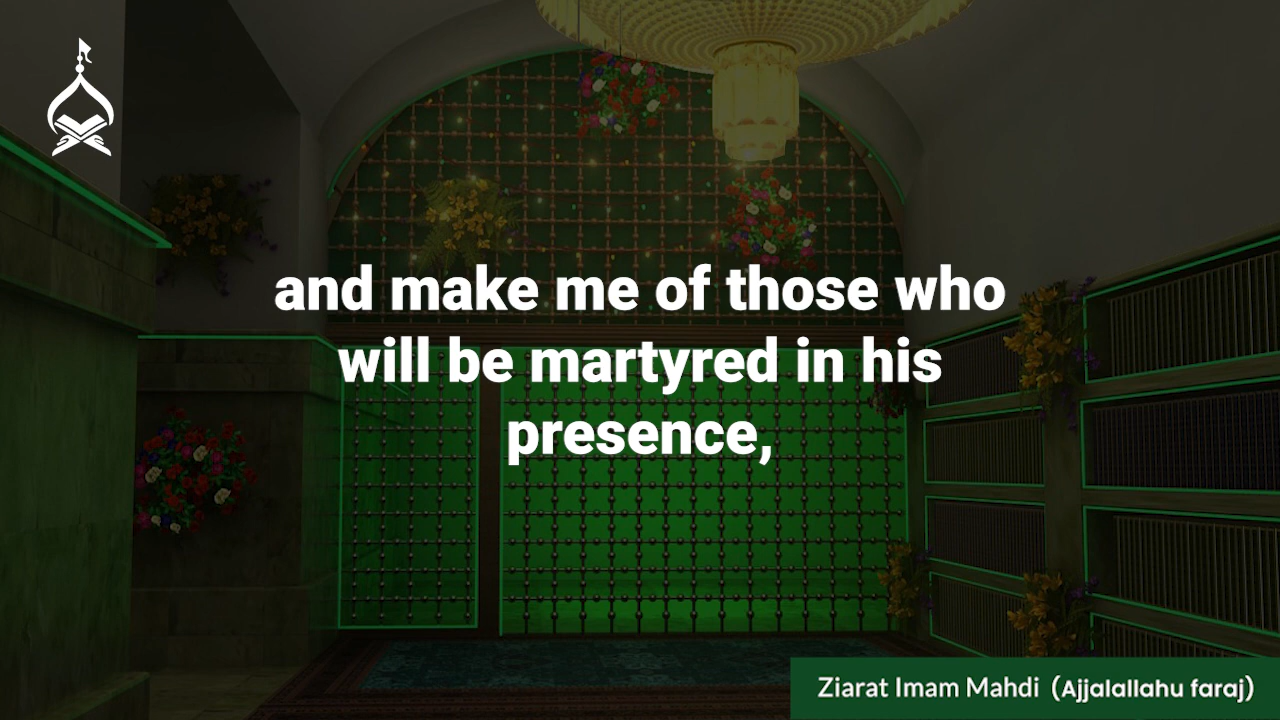 and make me of those who
will be martyred in his
presence,
Ziarat Imam Mahdi (Ajjalallahu faraj)